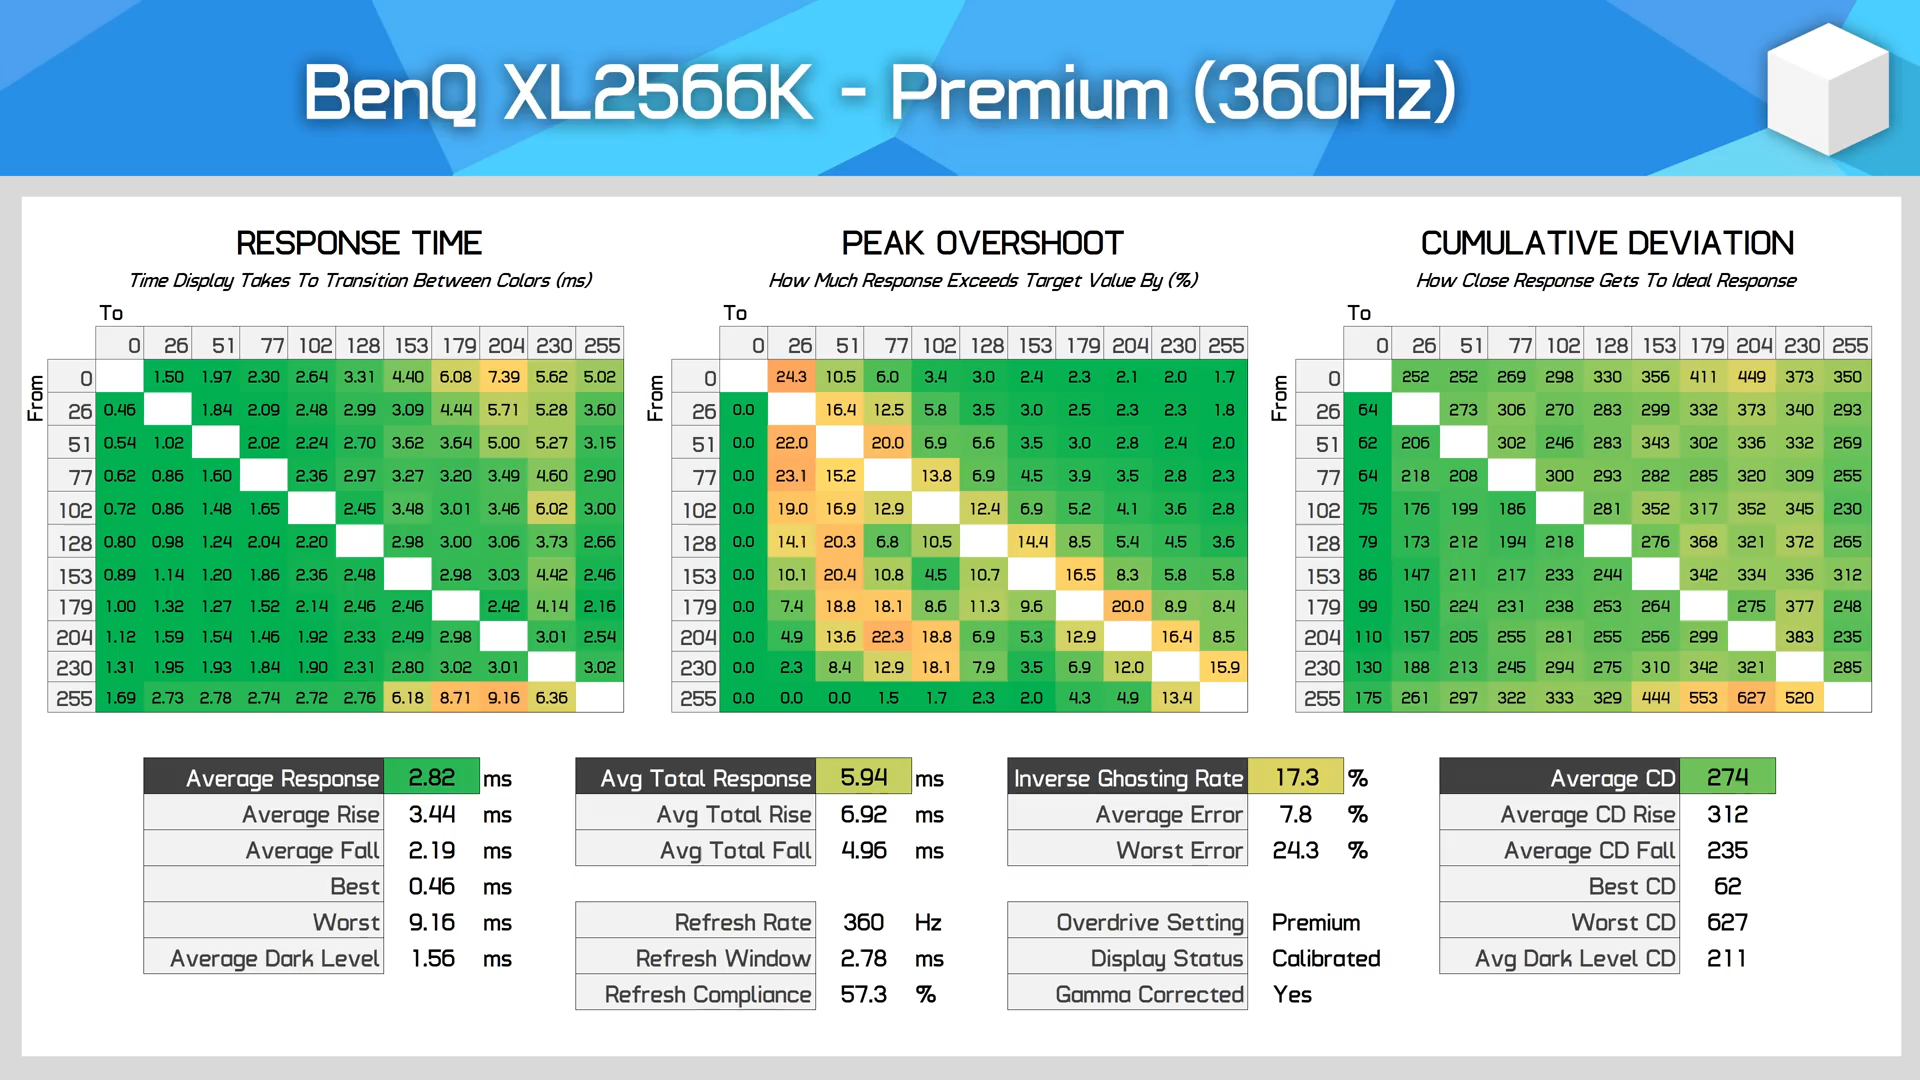 BenQ XL2566K - Premium (360Hz)
RESPONSE TIME
Time Display Takes To Transition Between Colors (ms)
To
From
0 26 51 77 102 128 153 179 204 230 255
0 1.50 1.97 2.30 2.64 3.31 4.40 6.08 7.39 5.62 5.02
26 0.46 1.84 2.09 2.48 2.99 3.09 4.44 5.71 5.28 3.60
51 0.54 1.02 2.02 2.24 2.70 3.62 3.64 5.00 5.27 3.15
77 0.62 0.86 1.60 2.36 2.97 3.27 3.20 3.49 4.60 2.90
102 0.72 0.86 1.48 1.65 2.45 3.48 3.01 3.46 6.02 3.00
128 0.80 0.98 1.24 2.04 2.20 2.98 3.00 3.06 3.73 2.66
153 0.89 1.14 1.20 1.86 2.36 2.48 2.98 3.03 4.42 2.46
179 1.00 1.32 1.27 1.52 2.14 2.46 2.46 2.42 4.14 2.16
204 1.12 1.59 1.54 1.46 1.92 2.33 2.49 2.98 3.01 2.54
230 1.31 1.95 1.93 1.84 1.90 2.31 2.80 3.02 3.01 3.02
255 1.69 2.73 2.78 2.74 2.72 2.76 6.18 8.71 9.16 6.36
PEAK OVERSHOOT
How Much Response Exceeds Target Value By (%)
To
From
0 26 51 77 102 128 153 179 204 230 255
0 24.3 10.5 6.0 3.4 3.0 2.4 2.3 2.1 2.0 1.7
26 0.0 16.4 12.5 5.8 3.5 3.0 2.5 2.3 2.3 1.8
51 0.0 22.0 20.0 6.9 6.6 3.5 3.0 2.8 2.4 2.0
77 0.0 23.1 15.2 13.8 6.9 4.5 3.9 3.5 2.8 2.3
102 0.0 19.0 16.9 12.9 12.4 6.9 5.2 4.1 3.6 2.8
128 0.0 14.1 20.3 6.8 10.5 14.4 8.5 5.4 4.5 3.6
153 0.0 10.1 20.4 10.8 4.5 10.7 16.5 8.3 5.8 5.8
179 0.0 7.4 18.8 18.1 8.6 11.3 9.6 20.0 8.9 8.4
204 0.0 4.9 13.6 22.3 18.8 6.9 5.3 12.9 16.4 8.5
230 0.0 2.3 8.4 12.9 18.1 7.9 3.5 6.9 12.0 15.9
255 0.0 0.0 0.0 1.5 1.7 2.3 2.0 4.3 4.9 13.4
CUMULATIVE DEVIATION
How Close Response Gets To Ideal Response
To
From
0 26 51 77 102 128 153 179 204 230 255
0 252 252 269 298 330 356 411 449 373 350
26 64 273 306 270 283 299 332 373 340 293
51 62 206 302 246 283 343 302 336 332 269
77 64 218 208 300 293 282 285 320 309 255
102 75 176 199 186 281 352 317 352 345 230
128 79 173 212 194 218 276 368 321 372 265
153 86 147 211 217 233 244 342 334 336 312
179 99 150 224 231 238 253 264 275 377 248
204 110 157 205 255 281 255 256 299 383 235
230 130 188 213 245 294 275 310 342 321 285
255 175 261 297 322 333 329 444 553 627 520
Average Response 2.82 ms
Average Rise 3.44 ms
Average Fall 2.19 ms
Best 0.46 ms
Worst 9.16 ms
Average Dark Level 1.56 ms
Avg Total Response 5.94 ms
Avg Total Rise 6.92 ms
Avg Total Fall 4.96 ms
Refresh Rate 360 Hz
Refresh Window 2.78 ms
Refresh Compliance 57.3 %
Inverse Ghosting Rate 17.3 %
Average Error 7.8 %
Worst Error 24.3 %
Overdrive Setting Premium
Display Status Calibrated
Gamma Corrected Yes
Average CD 274
Average CD Rise 312
Average CD Fall 235
Best CD 62
Worst CD 627
Avg Dark Level CD 211